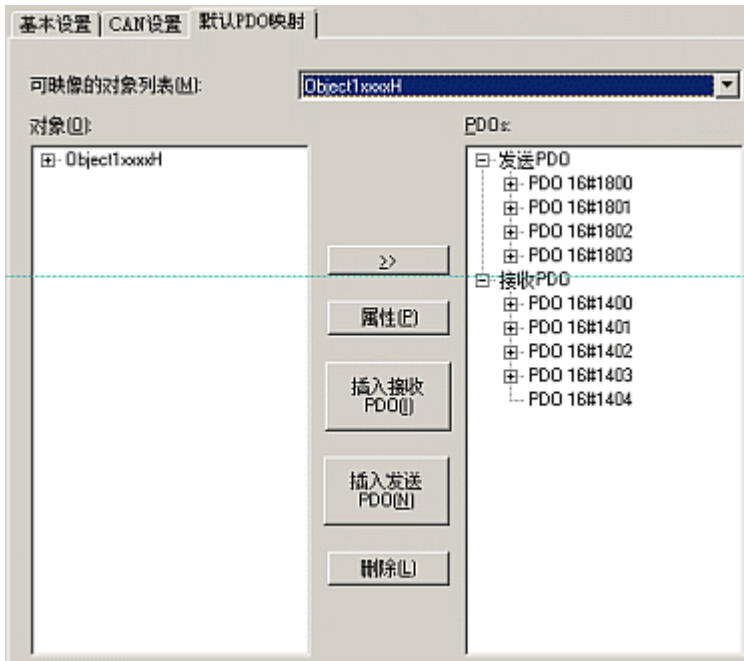 基本设置 CAN设置 默认PDO映射
可映像的对象列表(M): Object1xxxxH
对象(O):
Object1xxxxH
>>
属性(P)
插入接收
PDO(I)
插入发送
PDO(N)
删除(L)
PDOs:
发送PDO
PDO 16#1800
PDO 16#1801
PDO 16#1802
PDO 16#1803
接收PDO
PDO 16#1400
PDO 16#1401
PDO 16#1402
PDO 16#1403
PDO 16#1404